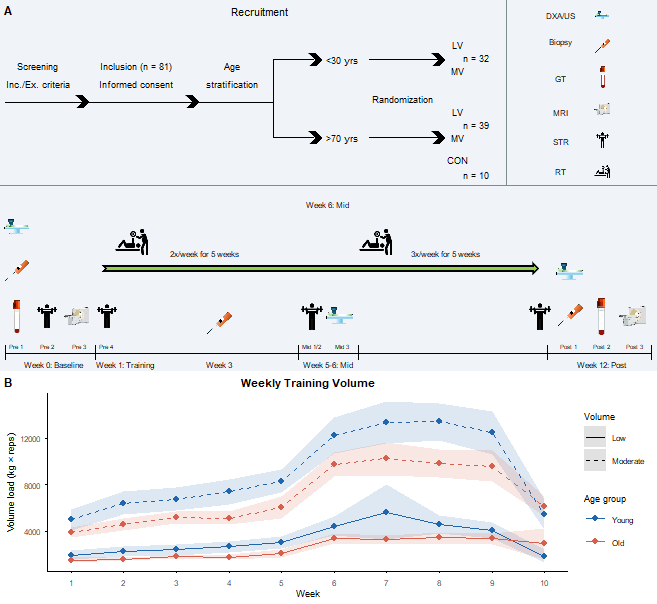 A
Recruitment
Screening
Inc./Ex. criteria
Inclusion (n = 81)
Informed consent
Age
stratification
<30 yrs
>70 yrs
Randomization
LV
n = 32
MV
LV
n = 39
MV
CON
n = 10
DXA/US
Biopsy
GT
MRI
STR
RT
Week 6: Mid
2x/week for 5 weeks
3x/week for 5 weeks
Pre 1
Pre 2
Pre 3
Pre 4
Mid 1/2
Mid 3
Post 1
Post 2
Post 3
Week 0: Baseline
Week 1: Training
Week 3
Week 5-6: Mid
Week 12: Post
B
Weekly Training Volume
Volume load (kg × reps)
12000
8000
4000
1 2 3 4 5 6 7 8 9 10
Week
Volume
Low
Moderate
Age group
Young
Old